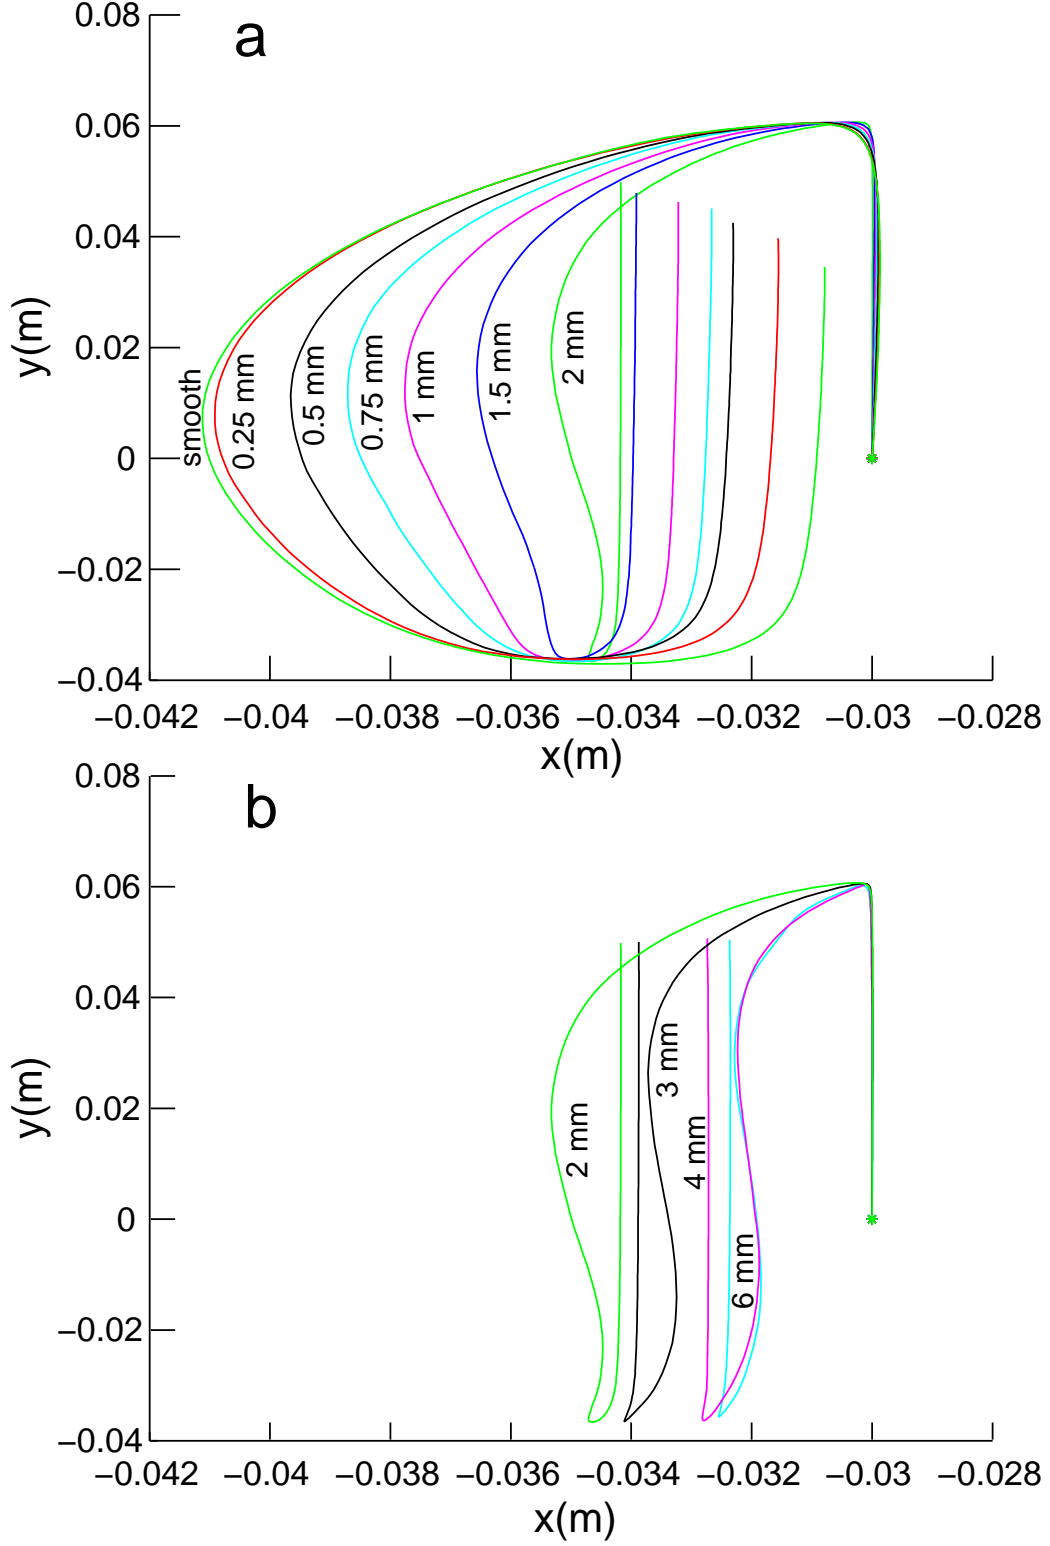 a
0.08
0.06
0.04
0.02
0
−0.02
−0.04
y(m)
smooth
0.25 mm
0.5 mm
0.75 mm
1 mm
1.5 mm
2 mm
−0.042 −0.04 −0.038 −0.036 −0.034 −0.032 −0.03 −0.028
x(m)
b
0.08
0.06
0.04
0.02
0
−0.02
−0.04
y(m)
2 mm
3 mm
4 mm
6 mm
−0.042 −0.04 −0.038 −0.036 −0.034 −0.032 −0.03 −0.028
x(m)